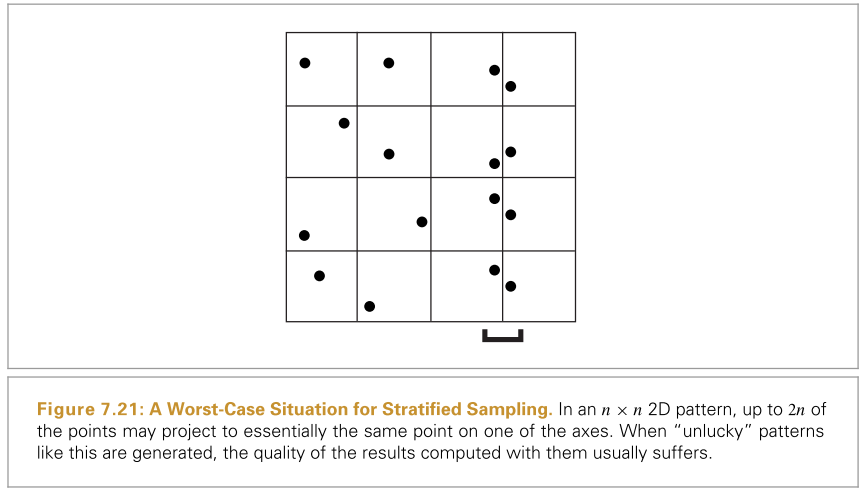 Figure 7.21: A Worst-Case Situation for Stratified Sampling. In an n × n 2D pattern, up to 2n of
the points may project to essentially the same point on one of the axes. When “unlucky” patterns
like this are generated, the quality of the results computed with them usually suffers.